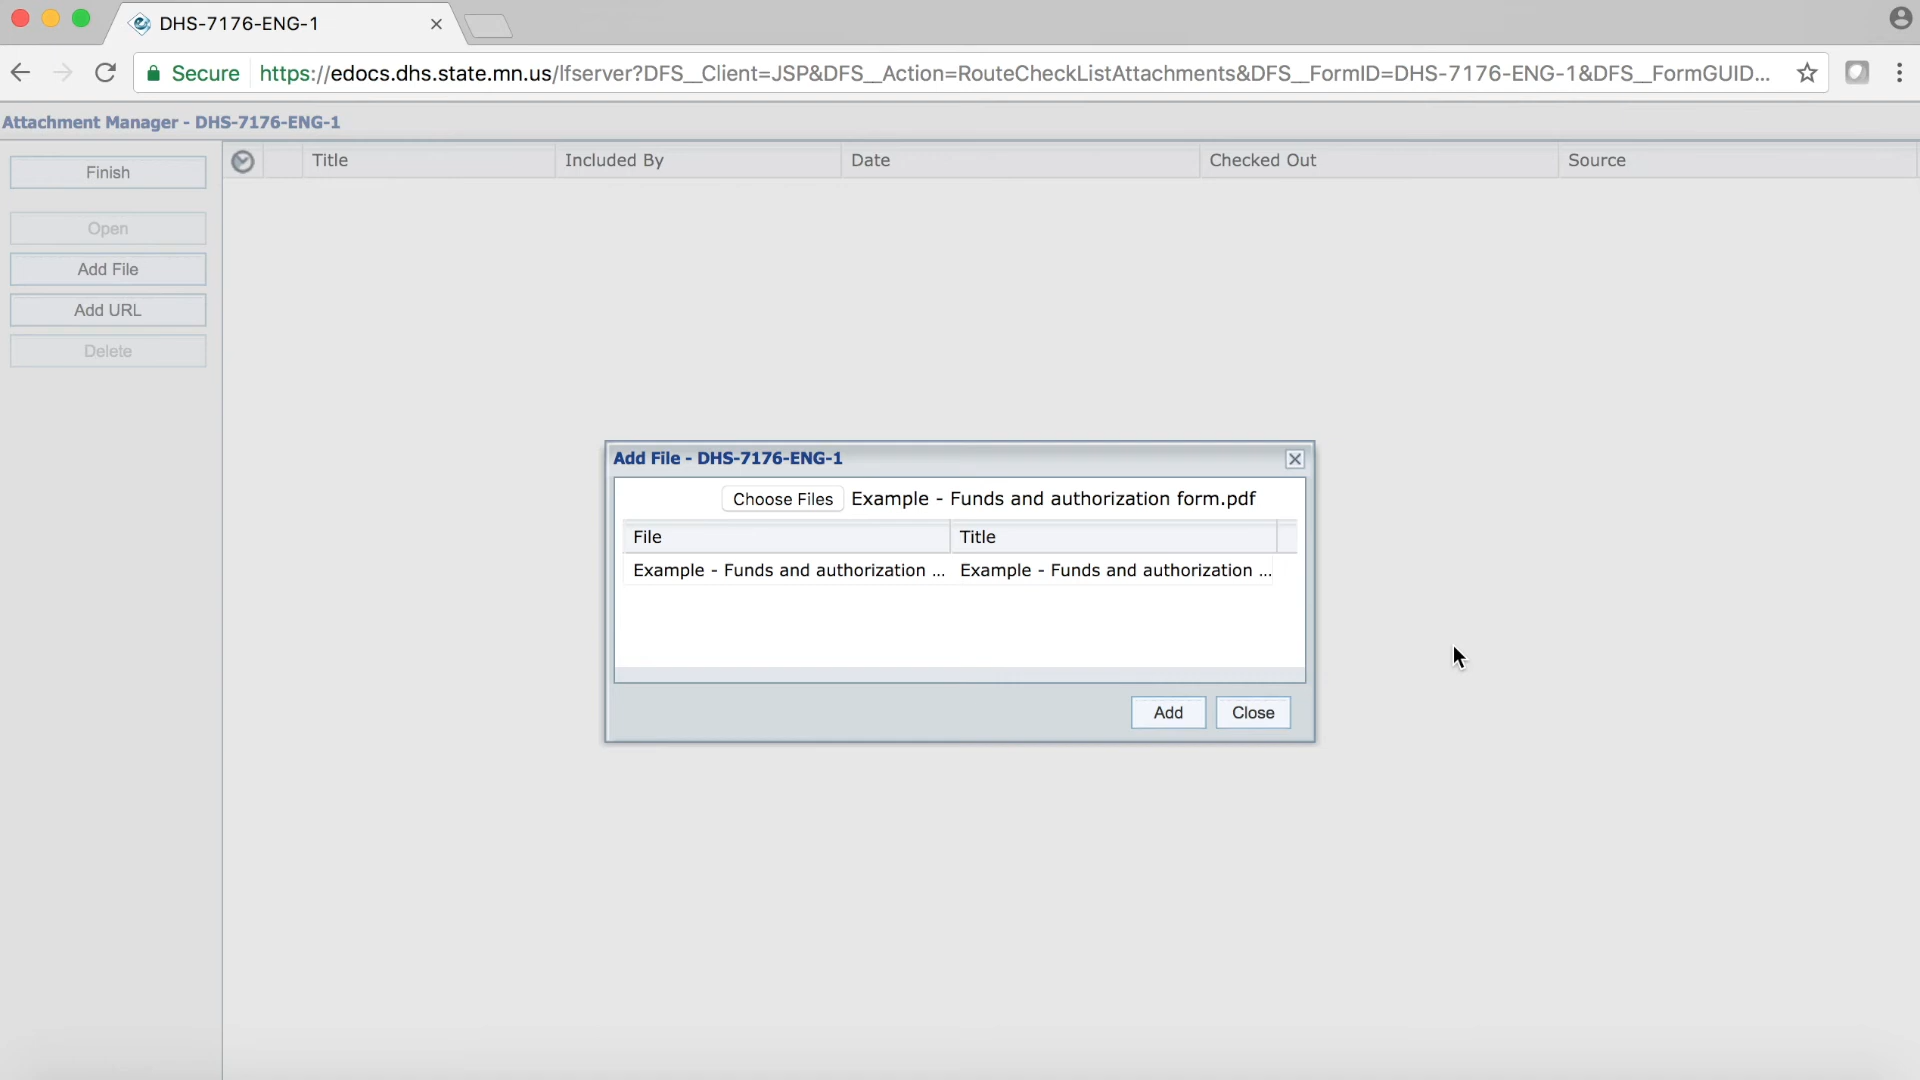 DHS-7176-ENG-1
Secure https://edocs.dhs.state.mn.us/lfserver?DFS__Client=JSP&DFS__Action=RouteCheckListAttachments&DFS__FormID=DHS-7176-ENG-1&DFS__FormGUID...
Attachment Manager - DHS-7176-ENG-1
Finish
Title Included By Date Checked Out Source
Open
Add File
Add URL
Delete
Add File - DHS-7176-ENG-1
Choose Files Example - Funds and authorization form.pdf
File Title
Example - Funds and authorization ... Example - Funds and authorization ...
Add Close